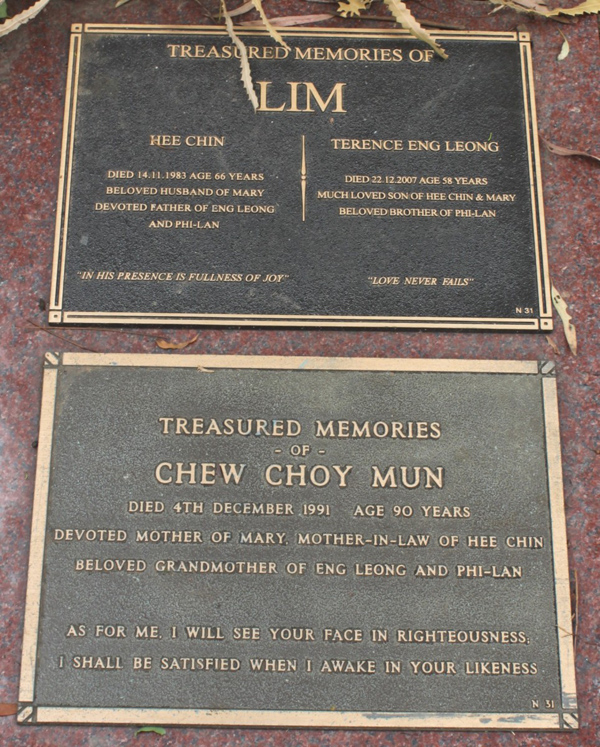 TREASURED MEMORIES OF
LIM
HEE CHIN
DIED 14.11.1983 AGE 66 YEARS
BELOVED HUSBAND OF MARY
DEVOTED FATHER OF ENG LEONG
AND PHI-LAN
"IN HIS PRESENCE IS FULLNESS OF JOY"
TERENCE ENG LEONG
DIED 22.12.2007 AGE 58 YEARS
MUCH LOVED SON OF HEE CHIN & MARY
BELOVED BROTHER OF PHI-LAN
"LOVE NEVER FAILS"
N 31
TREASURED MEMORIES
- OF -
CHEW CHOY MUN
DIED 4TH DECEMBER 1991 AGE 90 YEARS
DEVOTED MOTHER OF MARY, MOTHER-IN-LAW OF HEE CHIN
BELOVED GRANDMOTHER OF ENG LEONG AND PHI-LAN
AS FOR ME, I WILL SEE YOUR FACE IN RIGHTEOUSNESS;
I SHALL BE SATISFIED WHEN I AWAKE IN YOUR LIKENESS
N 31